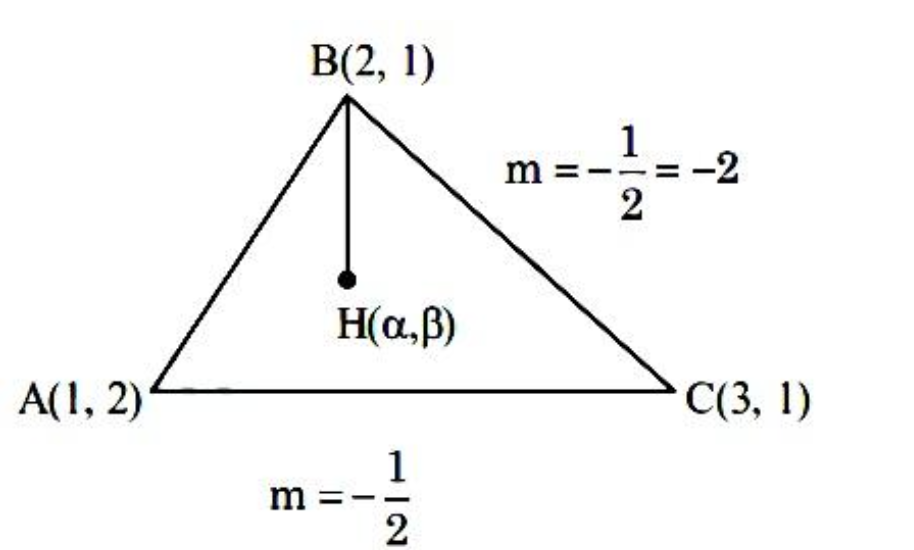 B(2, 1)
m = -1/2 = -2
H(α,β)
A(1, 2)
C(3, 1)
m = -1/2